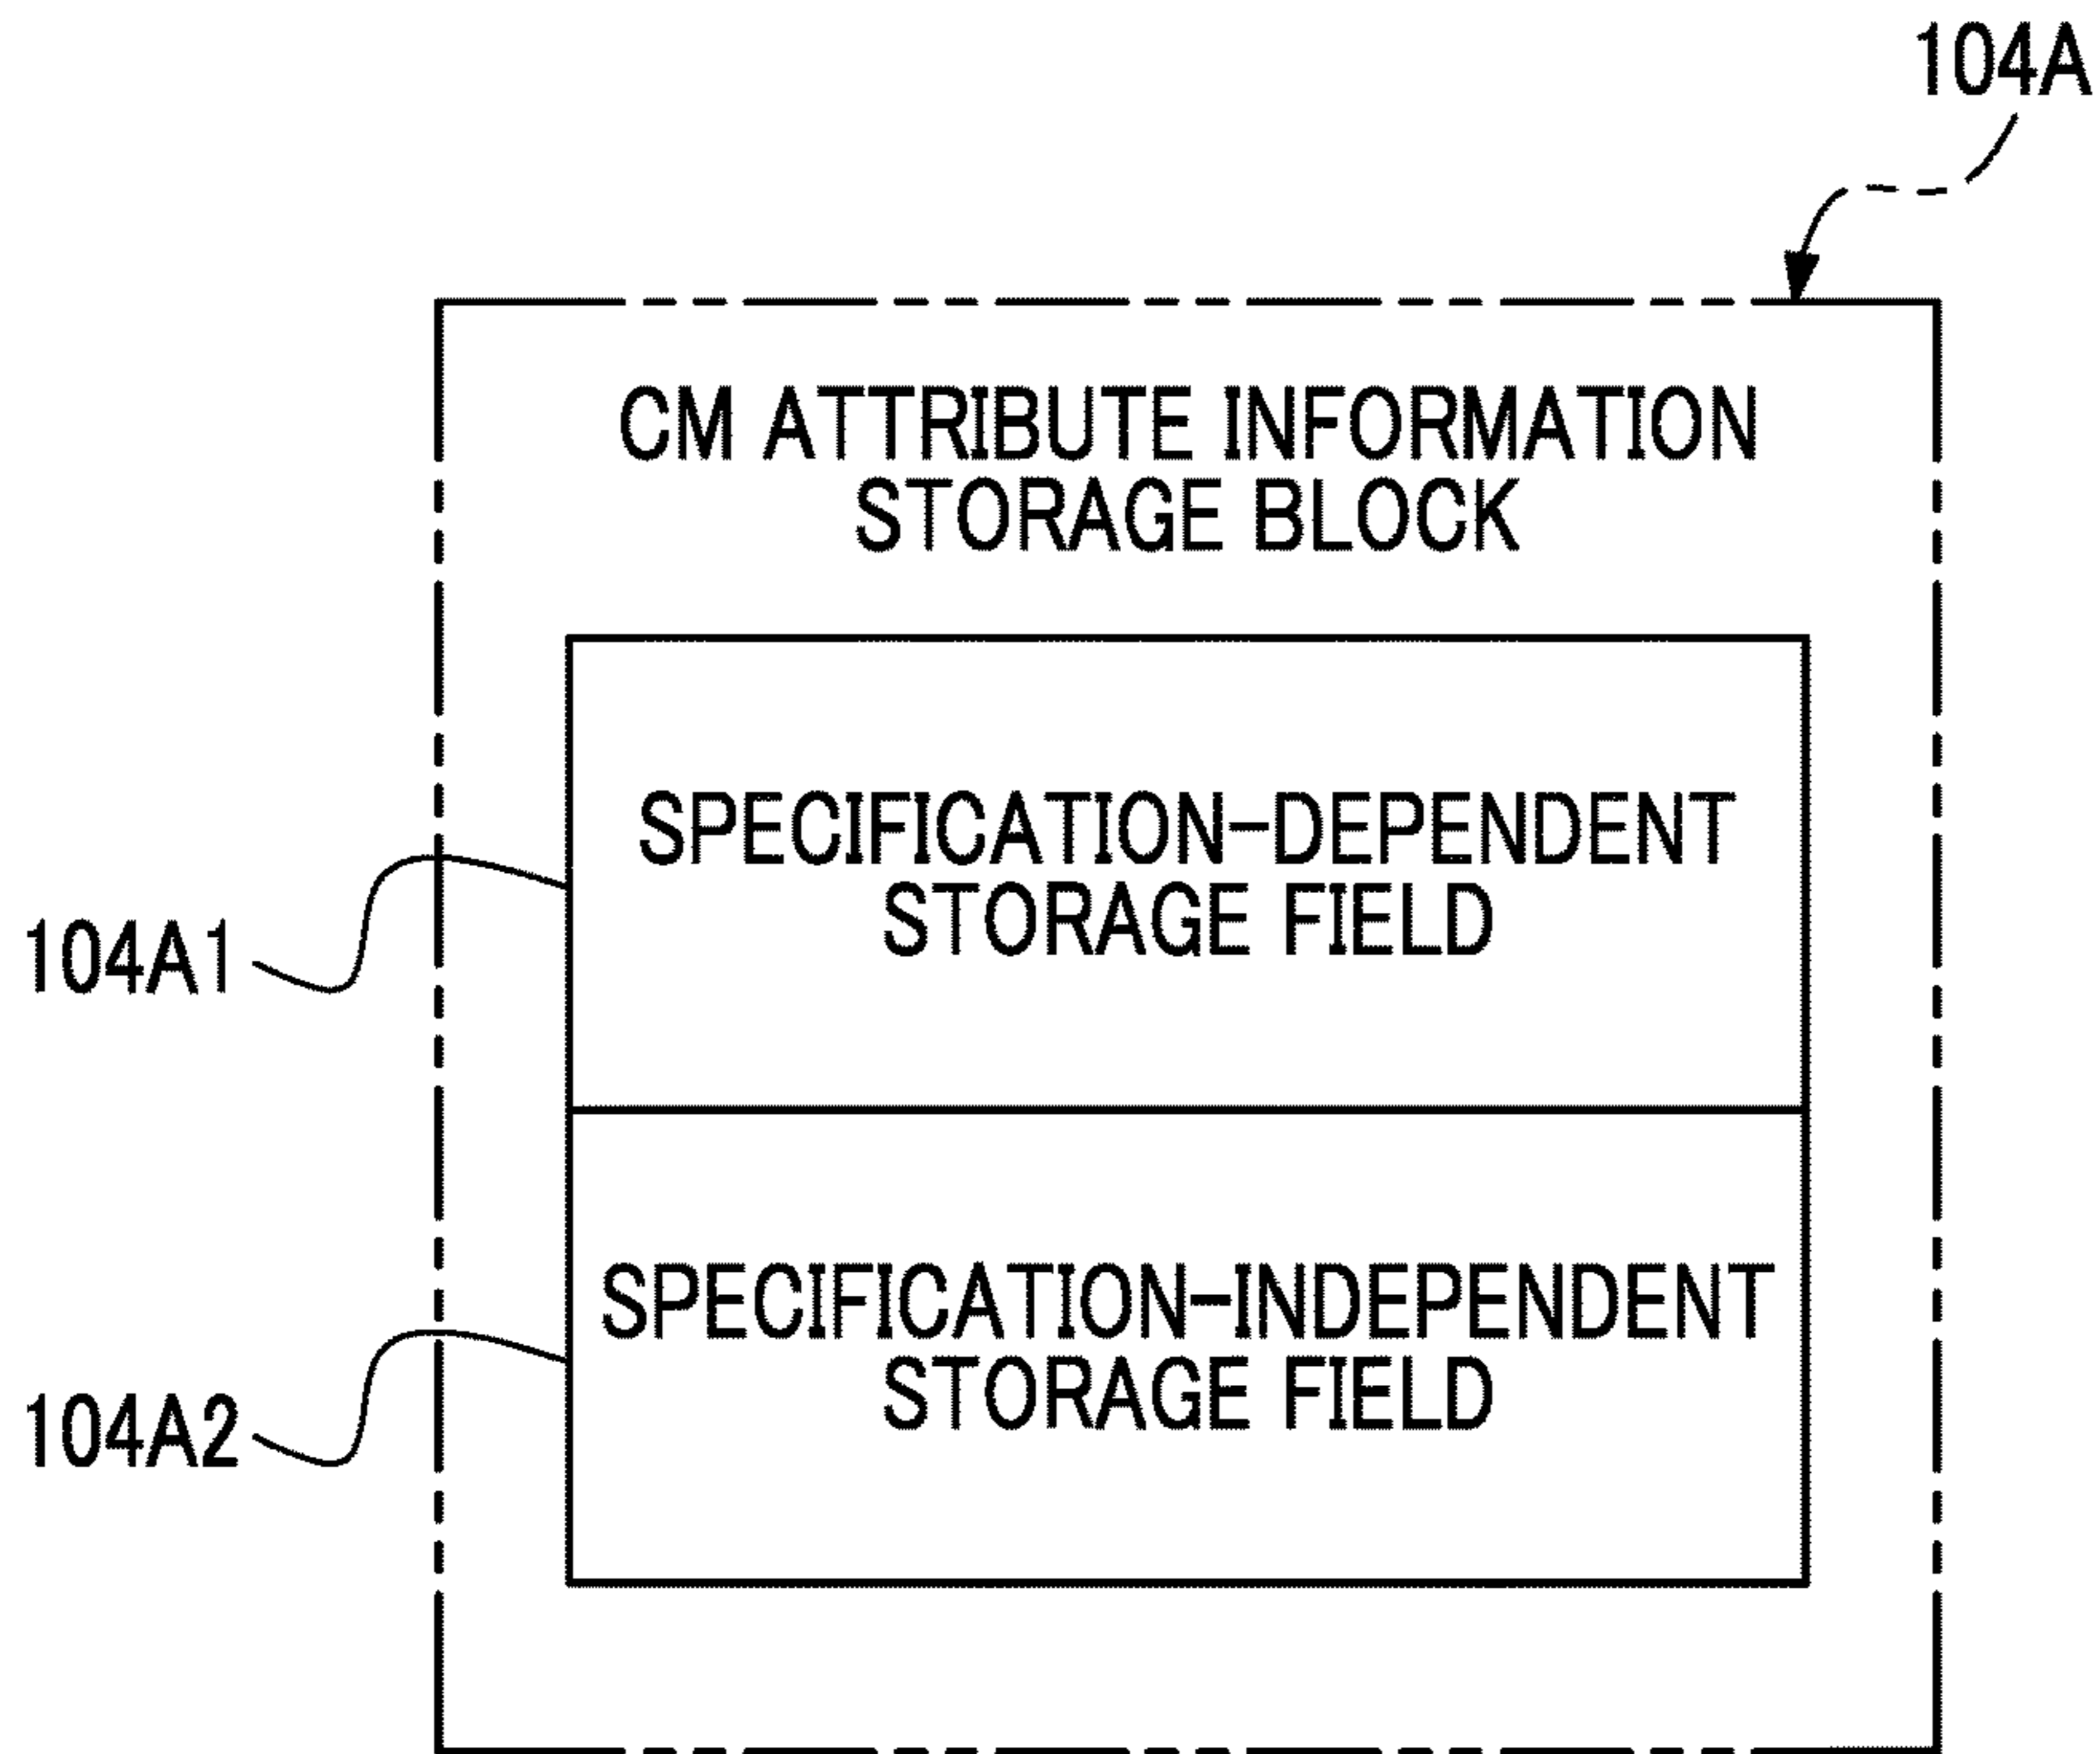 104A
CM ATTRIBUTE INFORMATION
STORAGE BLOCK
SPECIFICATION-DEPENDENT
STORAGE FIELD
104A1
SPECIFICATION-INDEPENDENT
STORAGE FIELD
104A2